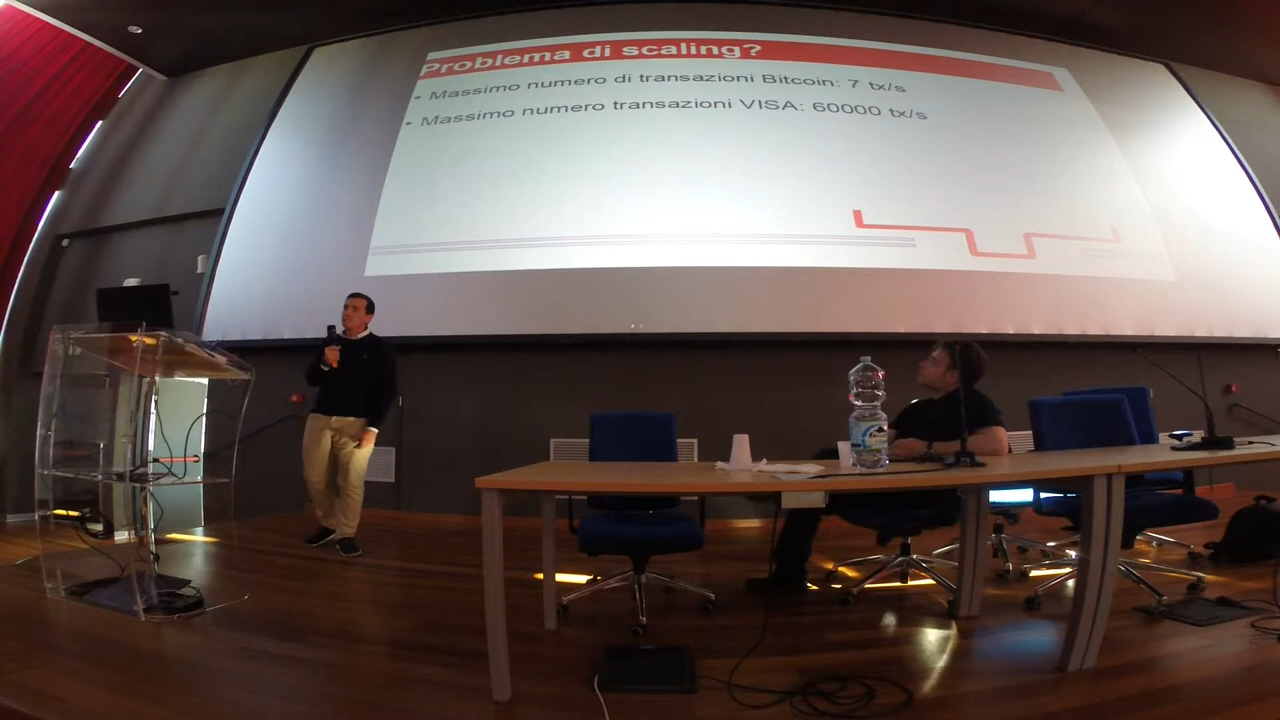 Problema di scaling?
• Massimo numero di transazioni Bitcoin: 7 tx/s
• Massimo numero transazioni VISA: 60000 tx/s